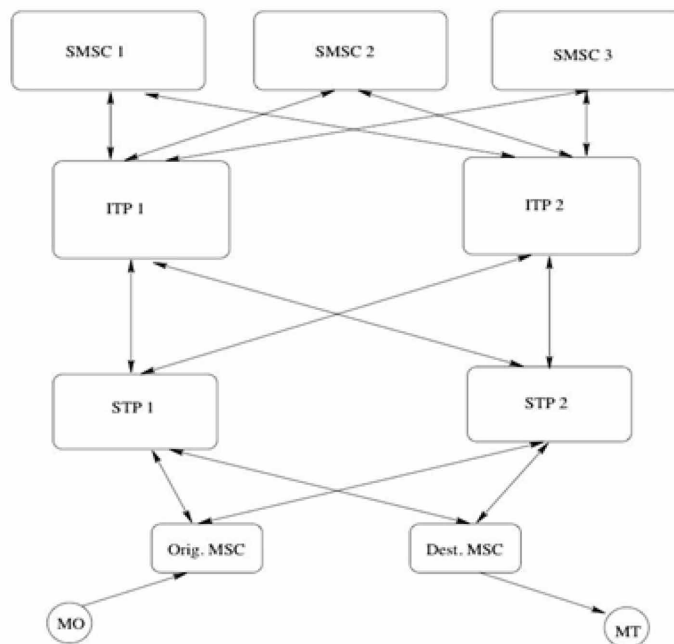 SMSC 1
SMSC 2
SMSC 3
ITP 1
ITP 2
STP 1
STP 2
Orig. MSC
Dest. MSC
MO
MT